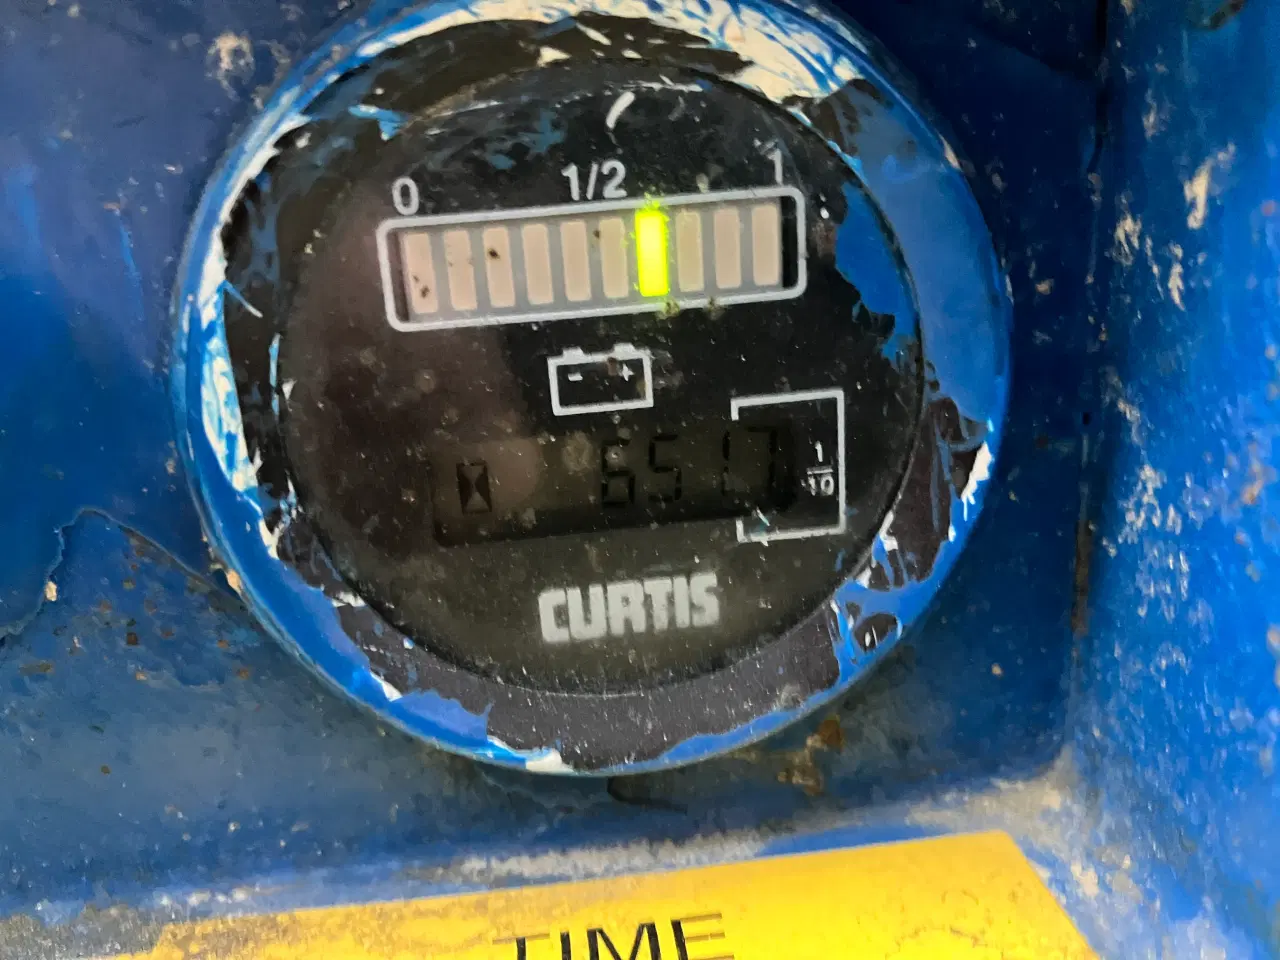 0 1/2 1
- +
651.7
1/10
CURTIS
TIME